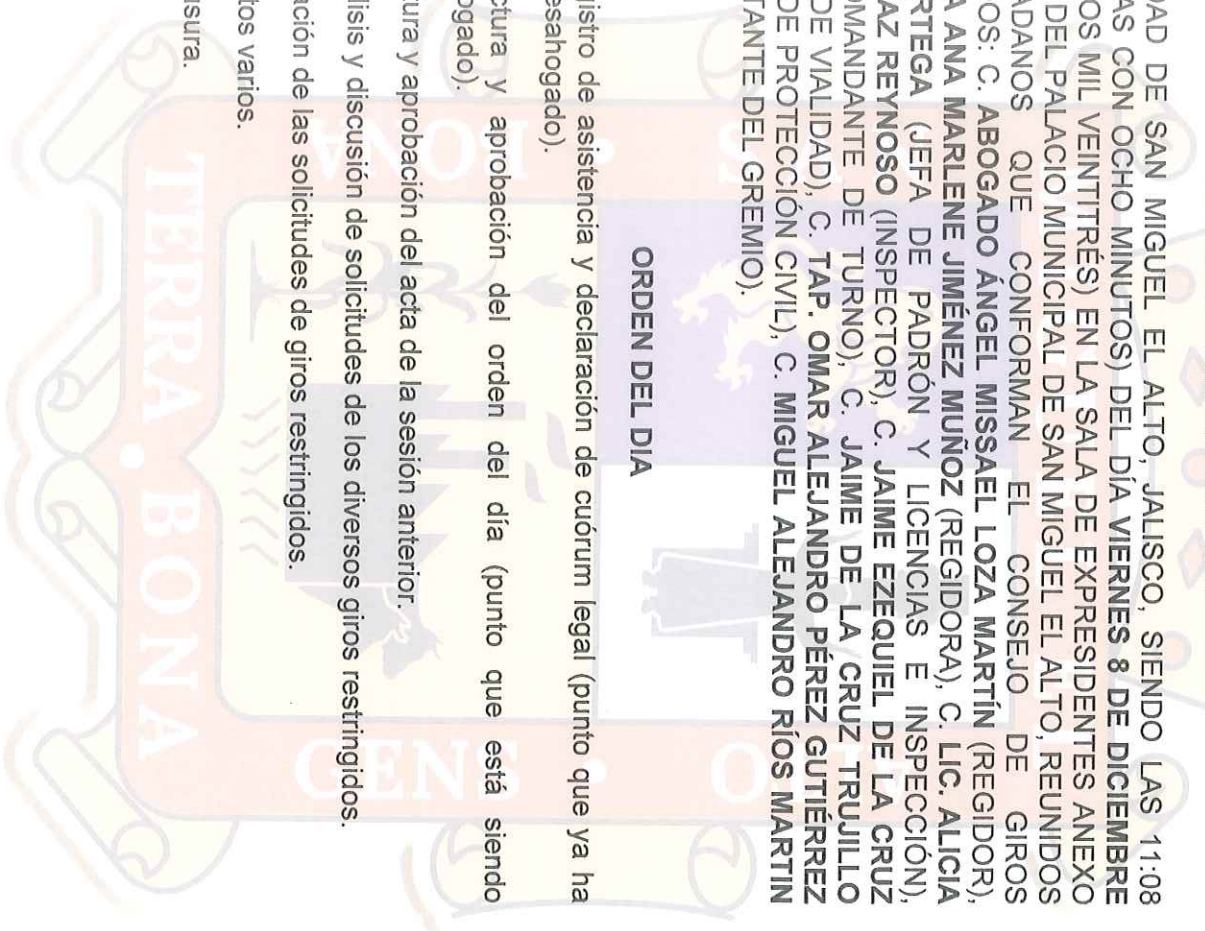 DAD DE SAN MIGUEL EL ALTO, JALISCO, SIENDO LAS 11:08
AS CON OCHO MINUTOS) DEL DÍA VIERNES 8 DE DICIEMBRE
OS MIL VEINTITRÉS) EN LA SALA DE EXPRESIDENTES ANEXO
DEL PALACIO MUNICIPAL DE SAN MIGUEL EL ALTO, REUNIDOS
ADANOS QUE CONFORMAN EL CONSEJO DE GIROS
OS: C. ABOGADO ÁNGEL MISSAEL LOZA MARTÍN (REGIDOR),
A ANA MARLENE JIMÉNEZ MUÑOZ (REGIDORA), C. LIC. ALICIA
RTEGA (JEFA DE PADRÓN Y LICENCIAS E INSPECCIÓN),
AZ REYNOSO (INSPECTOR), C. JAIME EZEQUIEL DE LA CRUZ
OMANDANTE DE TURNO), C. JAIME DE LA CRUZ TRUJILLO
DE VIALIDAD), C. TAP. OMAR ALEJANDRO PÉREZ GUTIÉRREZ
DE PROTECCIÓN CIVIL), C. MIGUEL ALEJANDRO RÍOS MARTIN
TANTE DEL GREMIO).
ORDEN DEL DIA
gistro de asistencia y declaración de cuórum legal (punto que ya ha
esahogado).
ctura y aprobación del orden del día (punto que está siendo
ogado).
tura y aprobación del acta de la sesión anterior.
lisis y discusión de solicitudes de los diversos giros restringidos.
ación de las solicitudes de giros restringidos.
tos varios.
usura.
TERRA • BONA
GENS
BONA